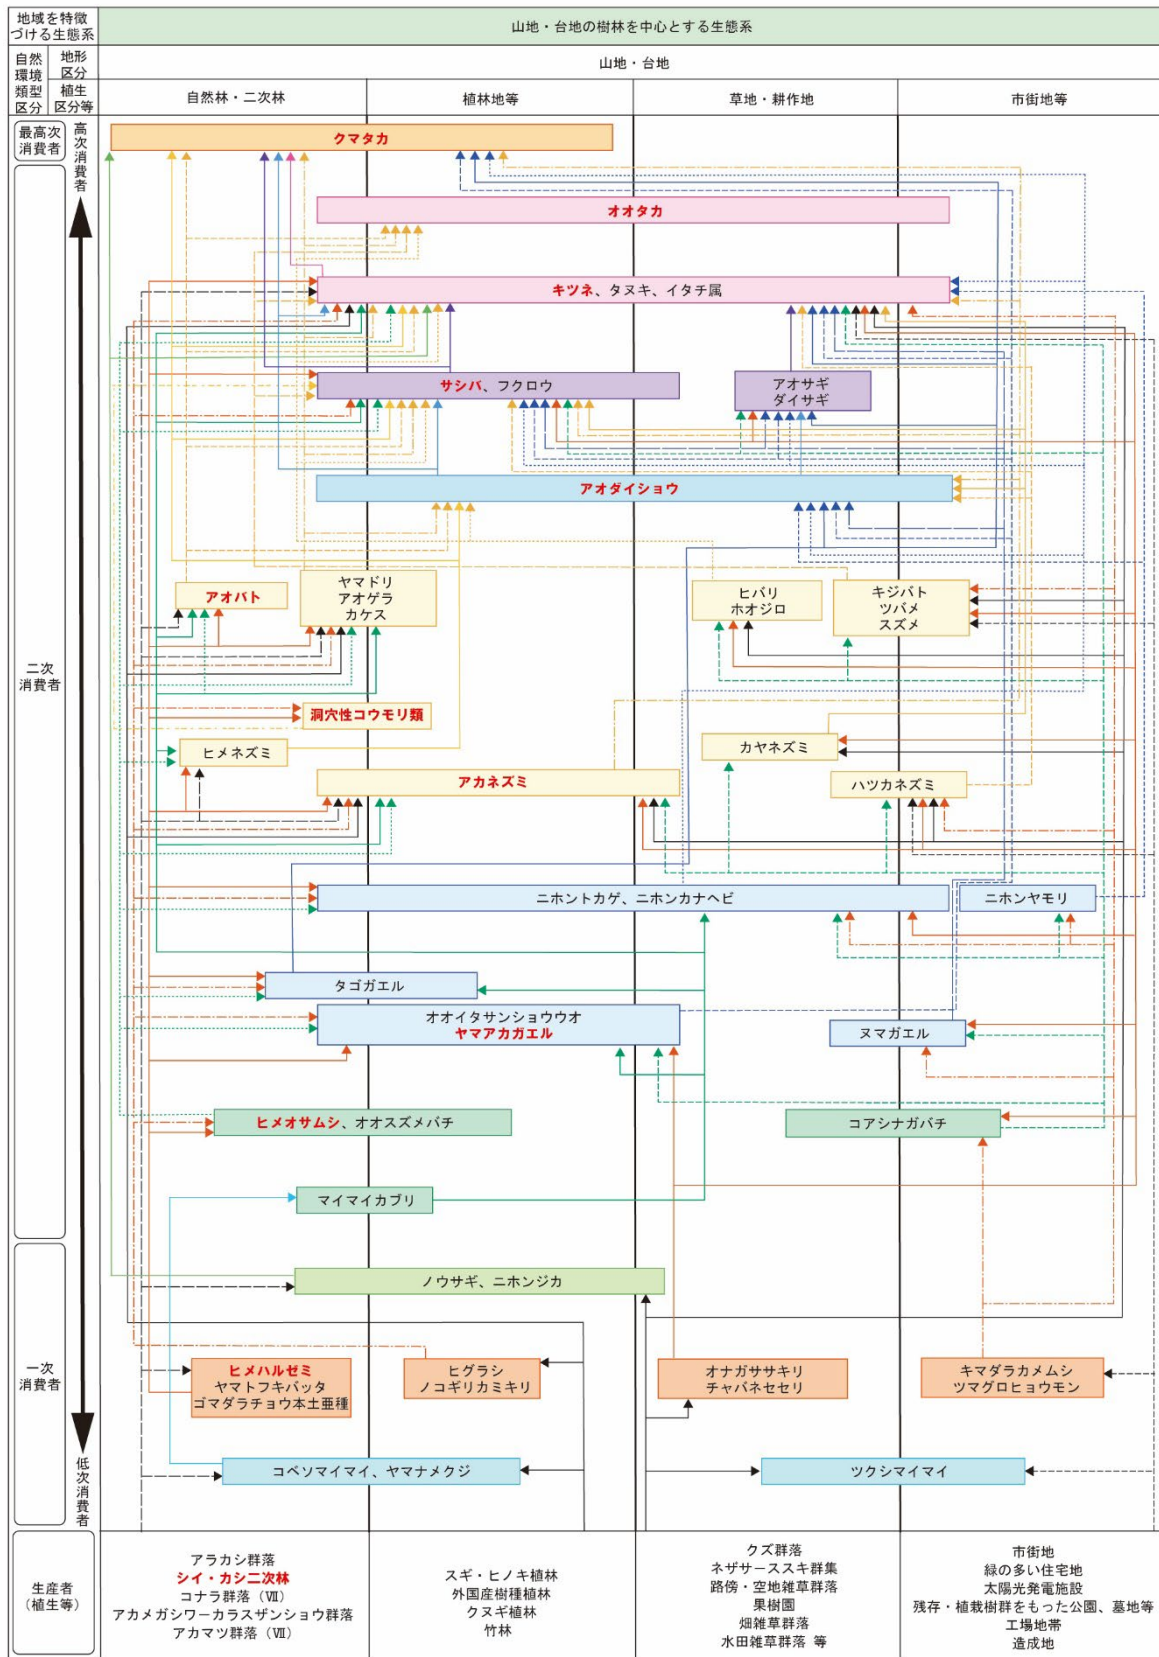 地域を特徴
づける生態系
山地・台地の樹林を中心とする生態系
自然
環境
類型
区分
地形
区分
山地・台地
植生
区分等
自然林・二次林
植林地等
草地・耕作地
市街地等
最高次
消費者
高次消費者
クマタカ
オオタカ
キツネ、タヌキ、イタチ属
サシバ、フクロウ
アオサギ
ダイサギ
アオダイショウ
アオバト
ヤマドリ
アオゲラ
カケス
ヒバリ
ホオジロ
キジバト
ツバメ
スズメ
二次
消費者
洞穴性コウモリ類
ヒメネズミ
カヤネズミ
アカネズミ
ハツカネズミ
ニホントカゲ、ニホンカナヘビ
ニホンヤモリ
タゴガエル
オオイタサンショウウオ
ヤマアカガエル
ヌマガエル
ヒメオサムシ、オオスズメバチ
コアシナガバチ
マイマイカブリ
ノウサギ、ニホンジカ
一次
消費者
ヒメハルゼミ
ヤマトフキバッタ
ゴマダラチョウ本土亜種
ヒグラシ
ノコギリカミキリ
オナガササキリ
チャバネセセリ
キマダラカメムシ
ツマグロヒョウモン
低次消費者
コベソマイマイ、ヤマナメクジ
ツクシマイマイ
生産者
（植生等）
アラカシ群落
シイ・カシ二次林
コナラ群落（Ⅶ）
アカメガシワーカラスザンショウ群落
アカマツ群落（Ⅶ）
スギ・ヒノキ植林
外国産樹種植林
クヌギ植林
竹林
クズ群落
ネザサーススキ群集
路傍・空地雑草群落
果樹園
畑雑草群落
水田雑草群落 等
市街地
緑の多い住宅地
太陽光発電施設
残存・植栽樹群をもった公園、墓地等
工場地帯
造成地